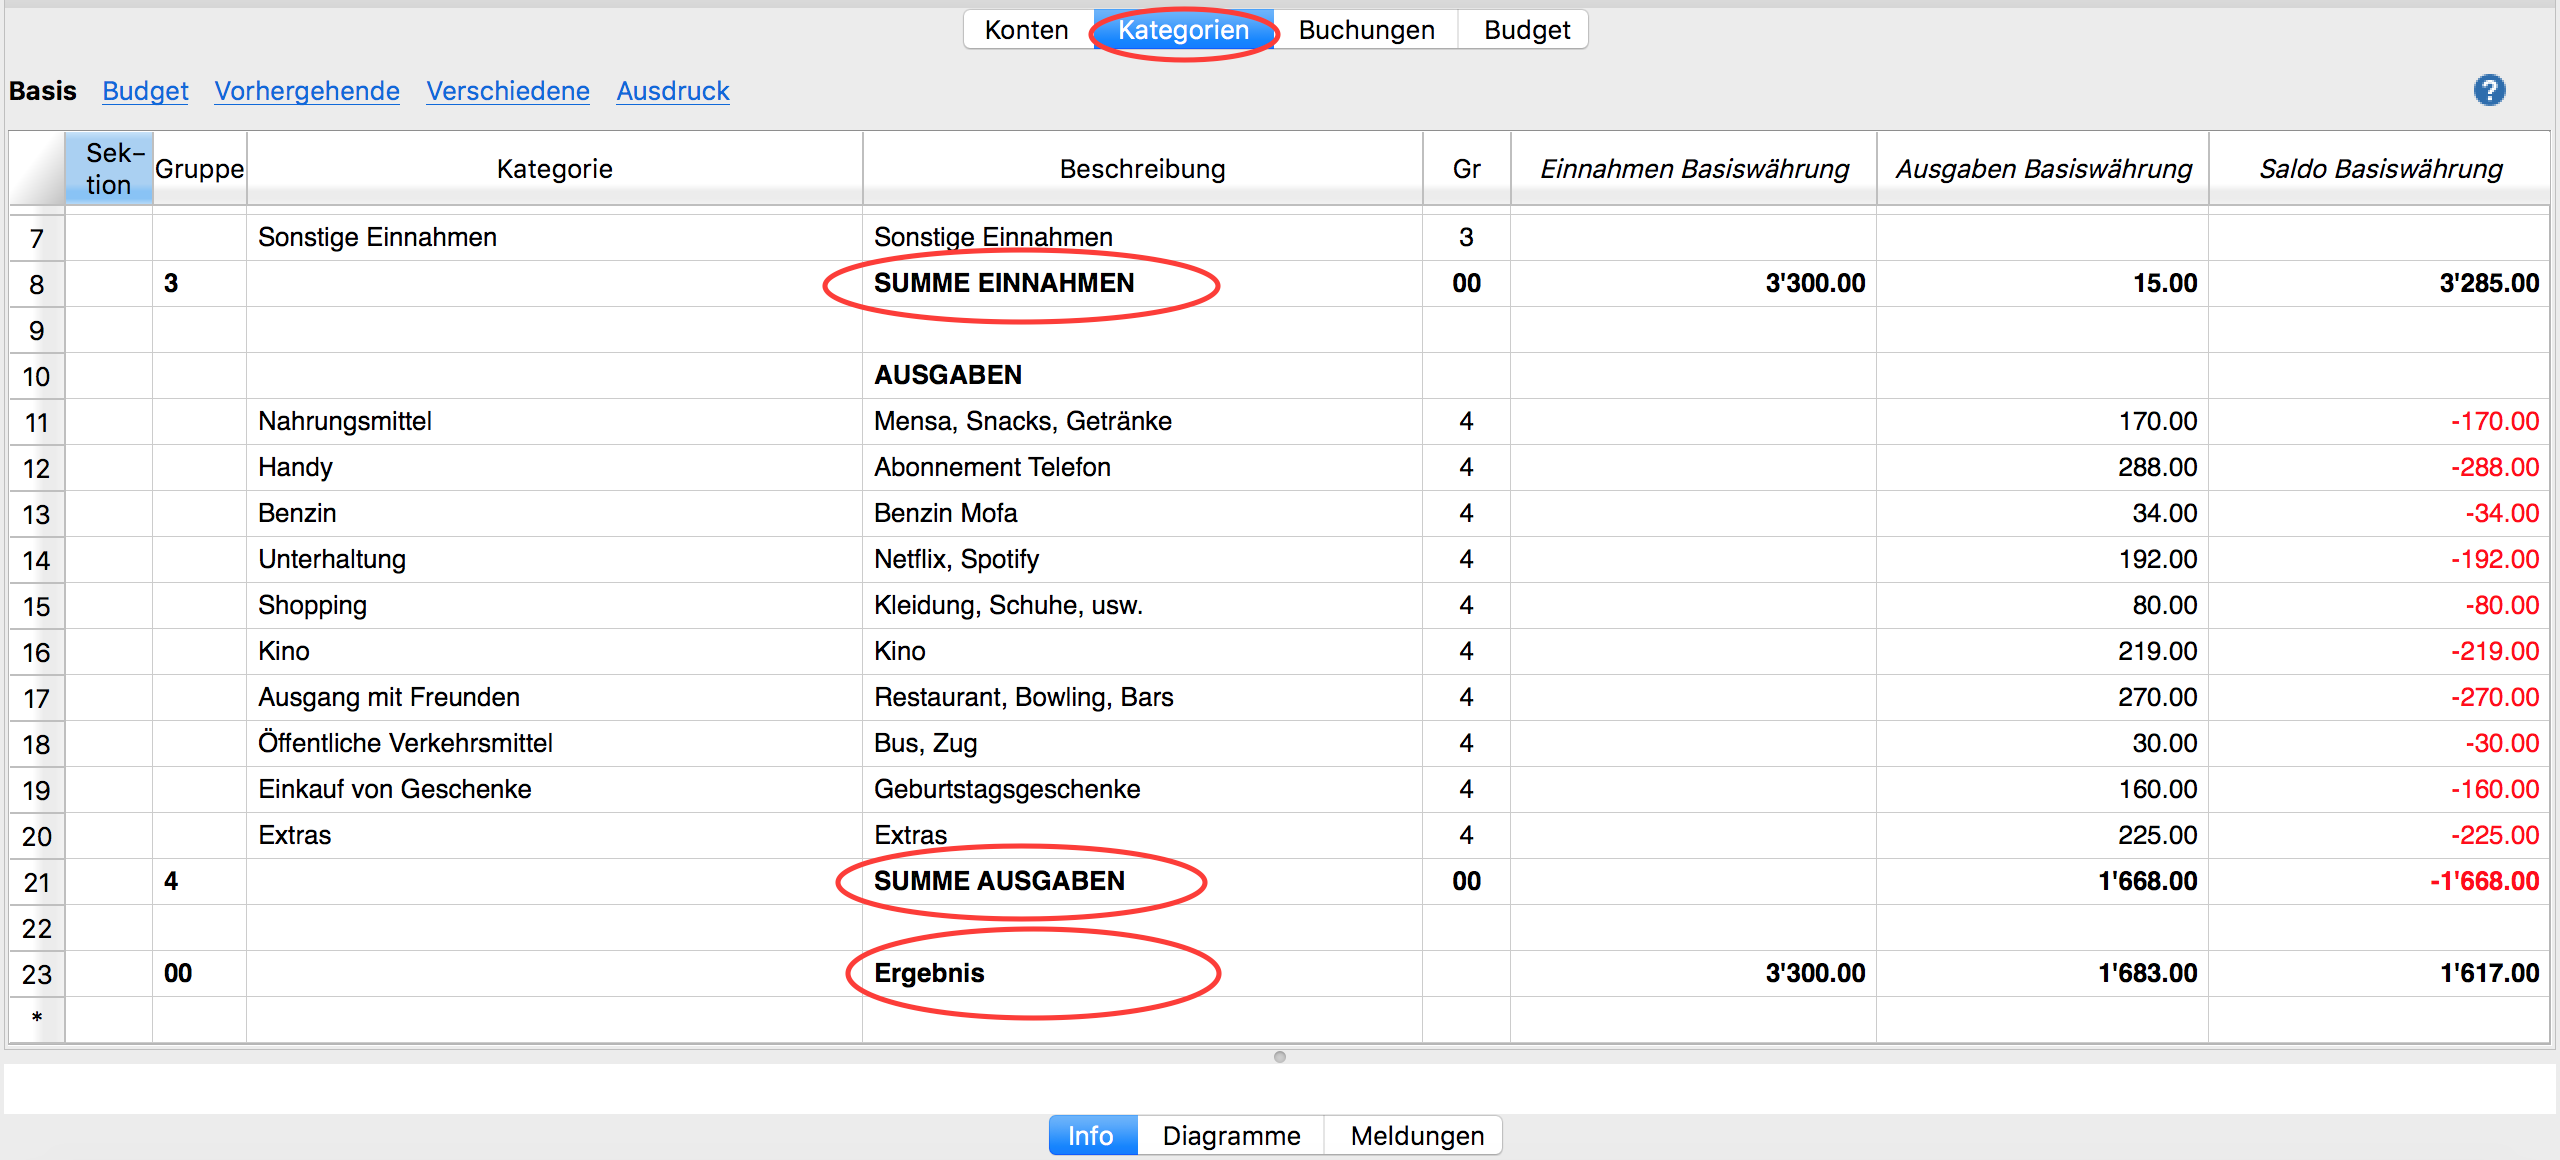 Konten Kategorien Buchungen Budget
Basis Budget Vorhergehende Verschiedene Ausdruck ?
Sek-
tion Gruppe Kategorie Beschreibung Gr Einnahmen Basiswährung Ausgaben Basiswährung Saldo Basiswährung
7 Sonstige Einnahmen Sonstige Einnahmen 3
8 3 SUMME EINNAHMEN 00 3'300.00 15.00 3'285.00
9
10 AUSGABEN
11 Nahrungsmittel Mensa, Snacks, Getränke 4 170.00 -170.00
12 Handy Abonnement Telefon 4 288.00 -288.00
13 Benzin Benzin Mofa 4 34.00 -34.00
14 Unterhaltung Netflix, Spotify 4 192.00 -192.00
15 Shopping Kleidung, Schuhe, usw. 4 80.00 -80.00
16 Kino Kino 4 219.00 -219.00
17 Ausgang mit Freunden Restaurant, Bowling, Bars 4 270.00 -270.00
18 Öffentliche Verkehrsmittel Bus, Zug 4 30.00 -30.00
19 Einkauf von Geschenke Geburtstagsgeschenke 4 160.00 -160.00
20 Extras Extras 4 225.00 -225.00
21 4 SUMME AUSGABEN 00 1'668.00 -1'668.00
22
23 00 Ergebnis 3'300.00 1'683.00 1'617.00
*
Info Diagramme Meldungen